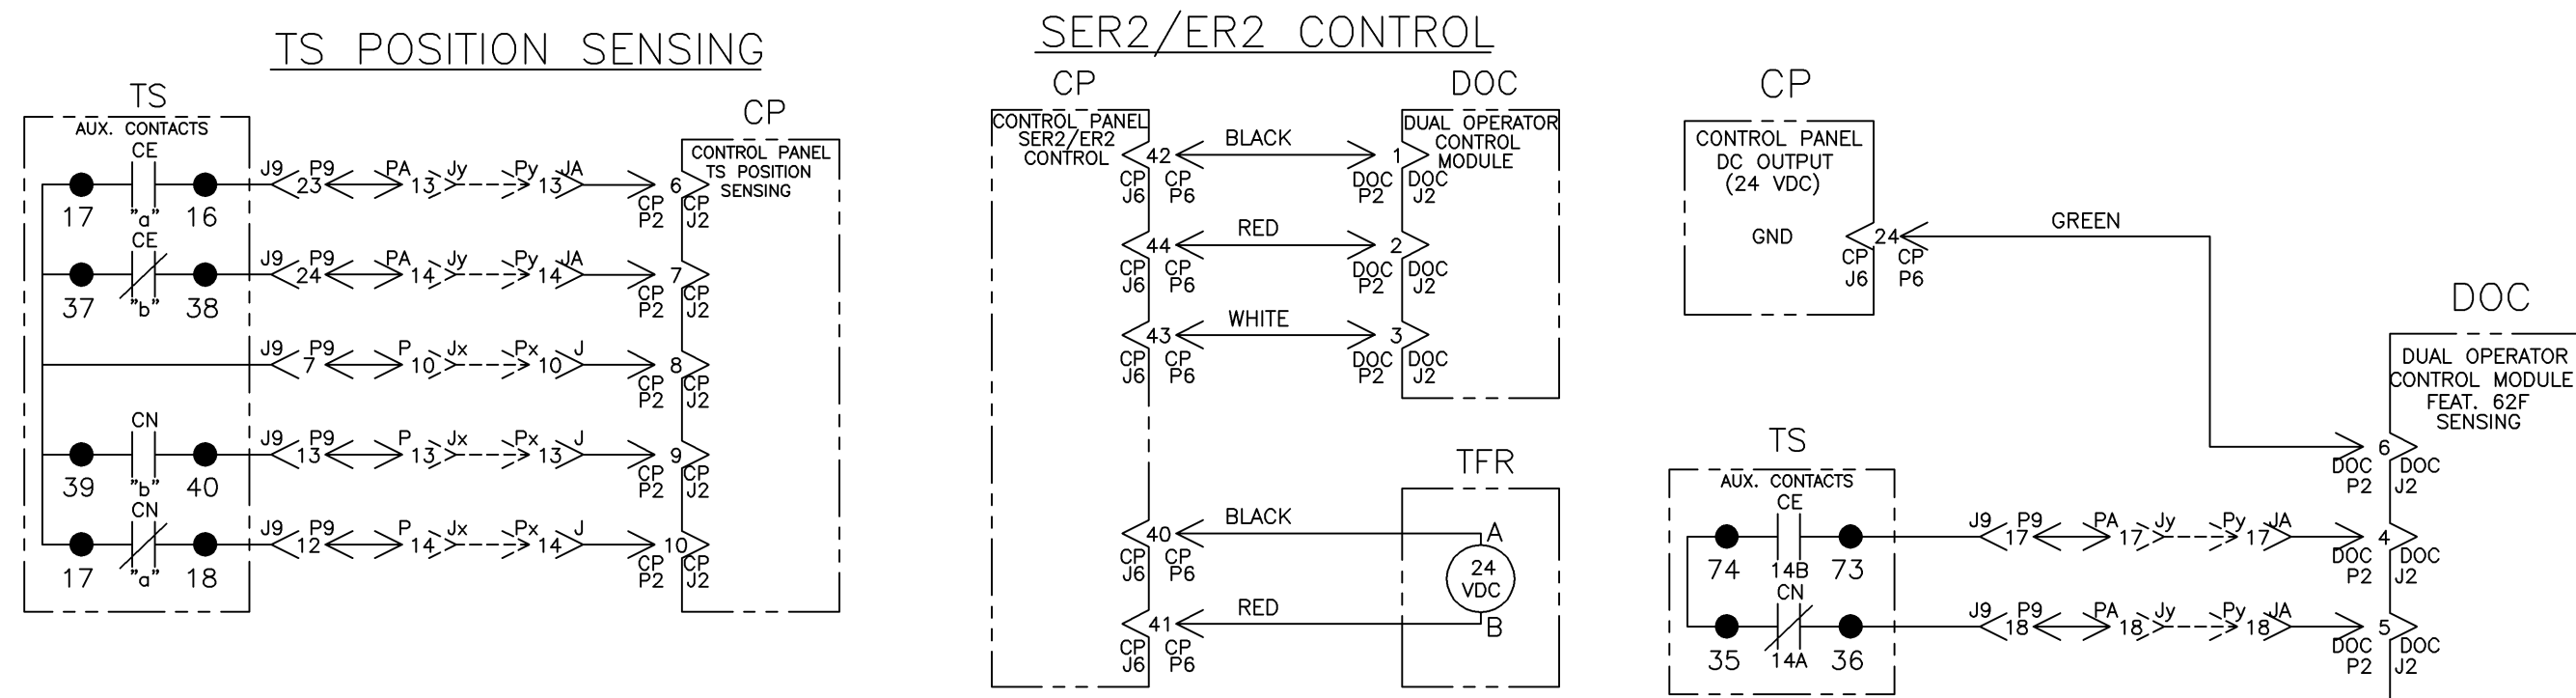 TS POSITION SENSING
TS
AUX. CONTACTS
CP
CONTROL PANEL
TS POSITION
SENSING
CE
17 "a" 16
J9 23 P9 PA 13 Jy Py 13 JA 6
CP P2 CP J2
CE
37 "b" 38
J9 24 P9 PA 14 Jy Py 14 JA 7
CP P2 CP J2
J9 7 P9 P 10 Jx Px 10 J 8
CP P2 CP J2
CN
39 "b" 40
J9 13 P9 P 13 Jx Px 13 J 9
CP P2 CP J2
CN
17 "a" 18
J9 12 P9 P 14 Jx Px 14 J 10
CP P2 CP J2
SER2/ER2 CONTROL
CP
CONTROL PANEL
SER2/ER2
CONTROL
DOC
DUAL OPERATOR
CONTROL
MODULE
42 BLACK 1
CP J6 CP P6 DOC P2 DOC J2
44 RED 2
CP J6 CP P6 DOC P2 DOC J2
43 WHITE 3
CP J6 CP P6 DOC P2 DOC J2
TFR
40 BLACK A
CP J6 CP P6
24
VDC
41 RED B
CP J6 CP P6
CP
CONTROL PANEL
DC OUTPUT
(24 VDC)
GND 24 GREEN
CP J6 CP P6
DOC
DUAL OPERATOR
CONTROL MODULE
FEAT. 62F
SENSING
6
DOC P2 DOC J2
TS
AUX. CONTACTS
CE
74 14B 73
J9 17 P9 PA 17 Jy Py 17 JA 4
DOC P2 DOC J2
CN
35 14A 36
J9 18 P9 PA 18 Jy Py 18 JA 5
DOC P2 DOC J2